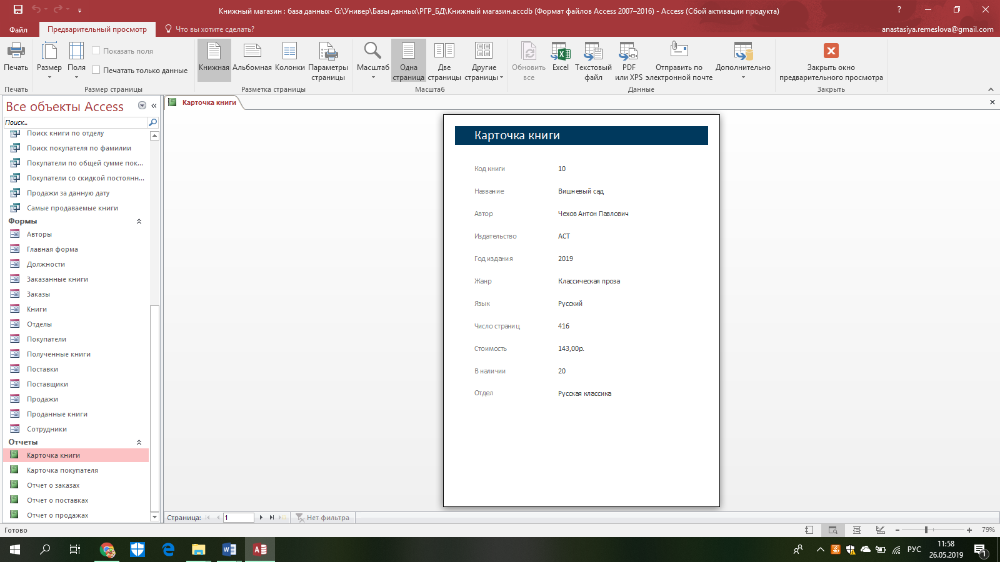 Книжный магазин : база данных- G:\Универ\Базы данных\РГР_БД\Книжный магазин.accdb (Формат файлов Access 2007–2016) - Access (Сбой активации продукта)
?
Файл
Предварительный просмотр
Что вы хотите сделать?
anastasiya.remeslova@gmail.com
Печать
Размер
Поля
Показать поля
Печатать только данные
Книжная
Альбомная
Колонки
Параметры
страницы
Масштаб
Одна
страница
Две
страницы
Другие
страницы
Обновить
все
Excel
Текстовый
файл
PDF
или XPS
Отправить по
электронной почте
Дополнительно
Закрыть окно
предварительного просмотра
Печать
Размер страницы
Разметка страницы
Масштаб
Данные
Закрыть
Все объекты Access
Поиск...
Поиск книги по отделу
Поиск покупателя по фамилии
Покупатели по общей сумме пок...
Покупатели со скидкой постоянн...
Продажи за данную дату
Самые продаваемые книги
Формы
Авторы
Главная форма
Должности
Заказанные книги
Заказы
Книги
Отделы
Покупатели
Полученные книги
Поставки
Поставщики
Продажи
Проданные книги
Сотрудники
Отчеты
Карточка книги
Карточка покупателя
Отчет о заказах
Отчет о поставках
Отчет о продажах
Карточка книги
Карточка книги
Код книги 10
Название Вишневый сад
Автор Чехов Антон Павлович
Издательство АСТ
Год издания 2019
Жанр Классическая проза
Язык Русский
Число страниц 416
Стоимость 143,00р.
В наличии 20
Отдел Русская классика
Страница: 1
Нет фильтра
Готово
79%
РУС
11:58
26.05.2019
1